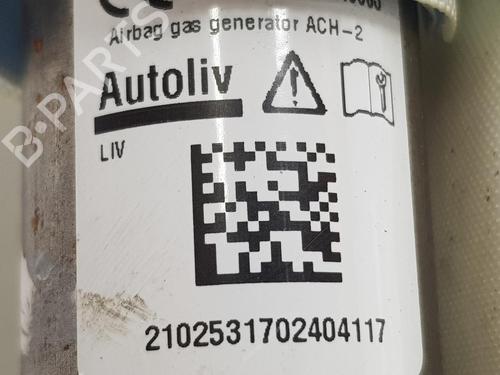 Airbag gas generator ACH-2
Autoliv
LIV
2102531702404117
B-PARTS